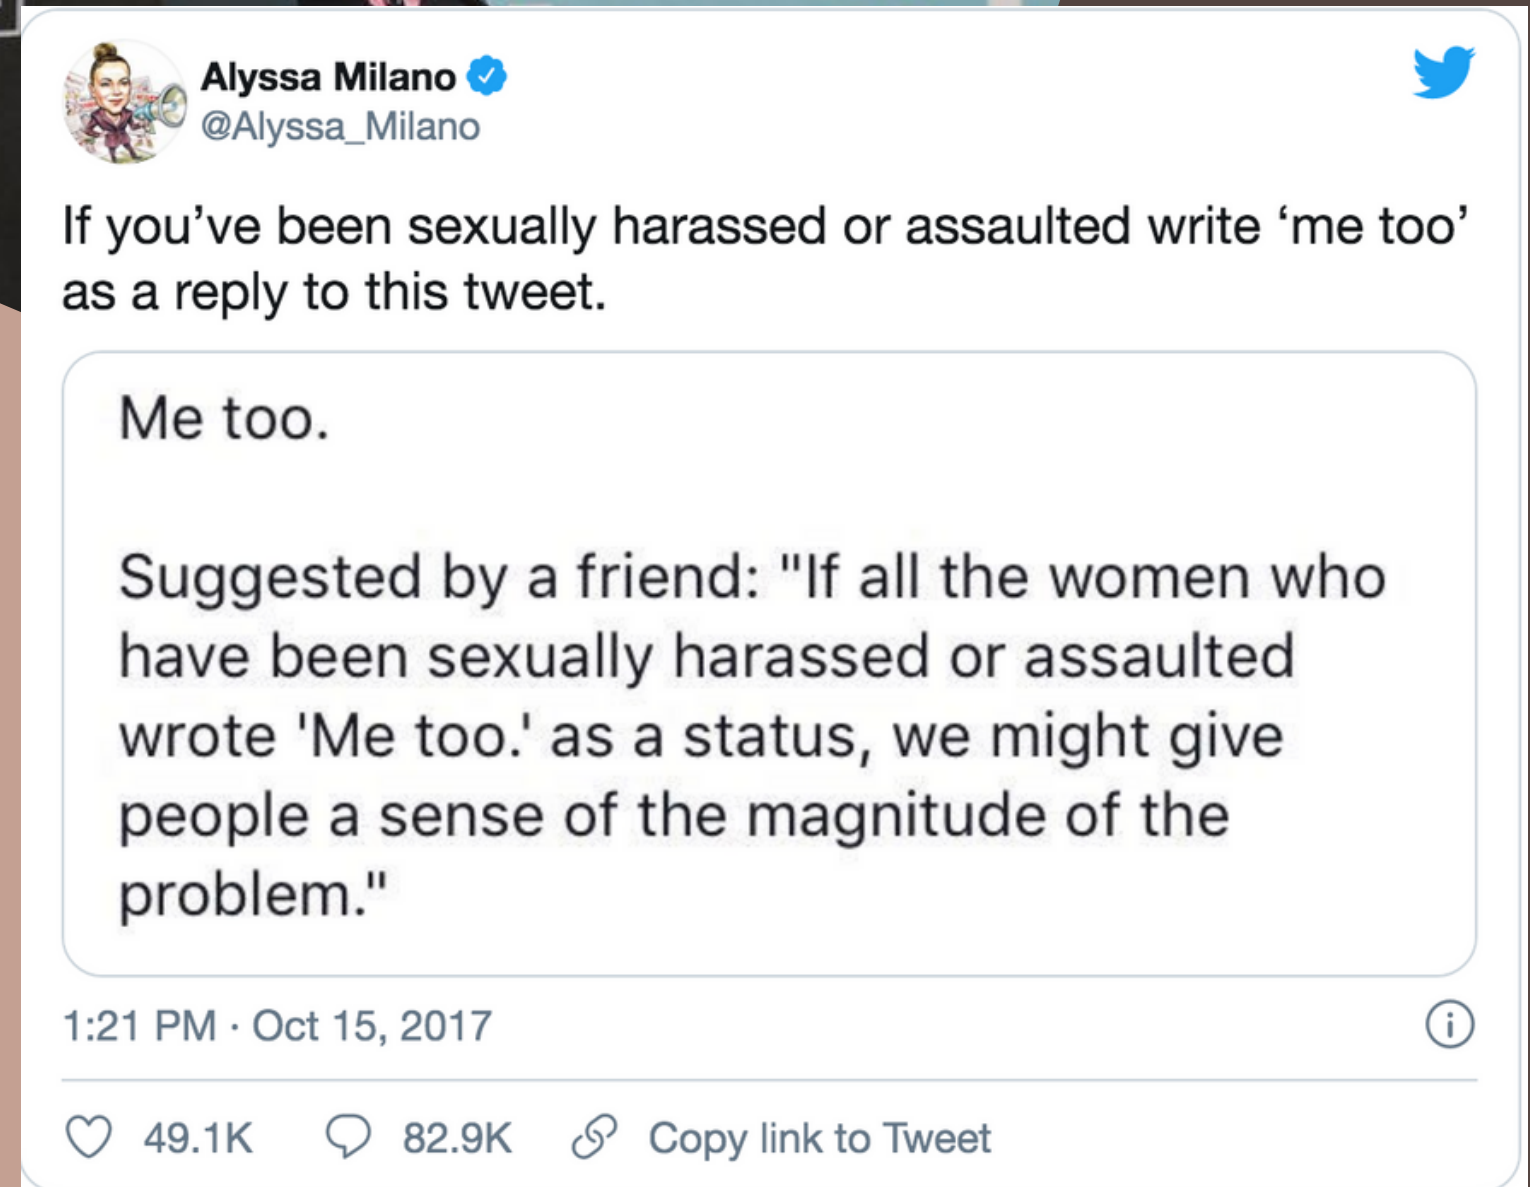 Alyssa Milano
@Alyssa_Milano
If you’ve been sexually harassed or assaulted write ‘me too’
as a reply to this tweet.
Me too.
Suggested by a friend: "If all the women who
have been sexually harassed or assaulted
wrote 'Me too.' as a status, we might give
people a sense of the magnitude of the
problem."
1:21 PM · Oct 15, 2017
49.1K 82.9K Copy link to Tweet